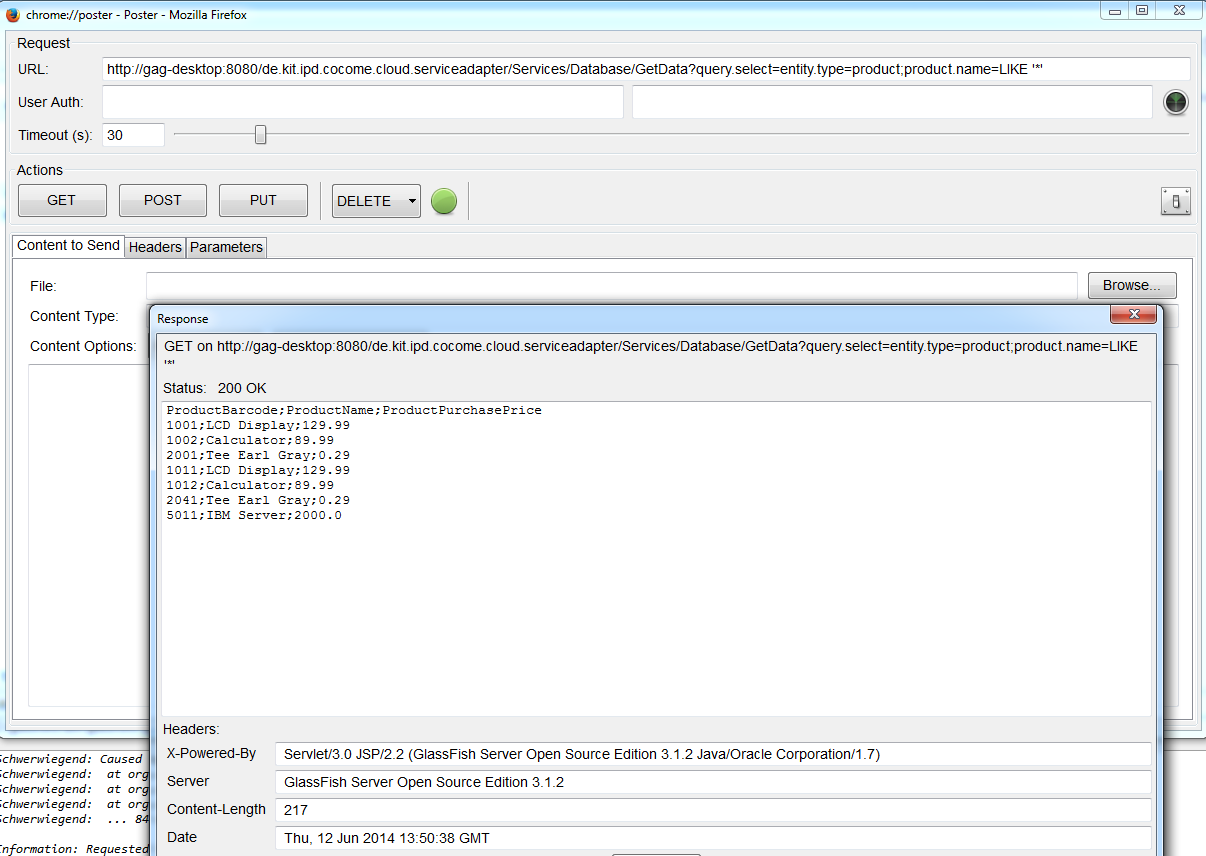 chrome://poster - Poster - Mozilla Firefox
Request
URL: http://gag-desktop:8080/de.kit.ipd.cocome.cloud.serviceadapter/Services/Database/GetData?query.select=entity.type=product;product.name=LIKE '*'
User Auth:
Timeout (s): 30
Actions
GET POST PUT DELETE
Content to Send Headers Parameters
File: Browse...
Content Type:
Content Options:
Response
GET on http://gag-desktop:8080/de.kit.ipd.cocome.cloud.serviceadapter/Services/Database/GetData?query.select=entity.type=product;product.name=LIKE
'*'
Status: 200 OK
ProductBarcode;ProductName;ProductPurchasePrice
1001;LCD Display;129.99
1002;Calculator;89.99
2001;Tee Earl Gray;0.29
1011;LCD Display;129.99
1012;Calculator;89.99
2041;Tee Earl Gray;0.29
5011;IBM Server;2000.0
Headers:
X-Powered-By Servlet/3.0 JSP/2.2 (GlassFish Server Open Source Edition 3.1.2 Java/Oracle Corporation/1.7)
Server GlassFish Server Open Source Edition 3.1.2
Content-Length 217
Date Thu, 12 Jun 2014 13:50:38 GMT
Schwerwiegend: Caused
Schwerwiegend: at org
Schwerwiegend: at org
Schwerwiegend: at org
Schwerwiegend: ... 84
Information: Requested